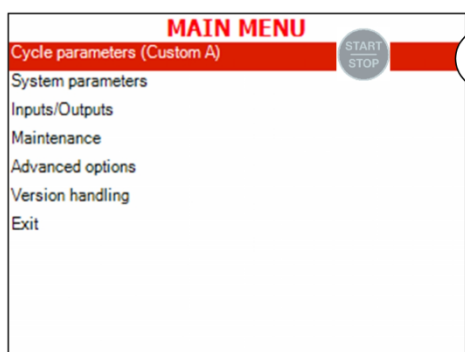 MAIN MENU
Cycle parameters (Custom A)
START
STOP
System parameters
Inputs/Outputs
Maintenance
Advanced options
Version handling
Exit